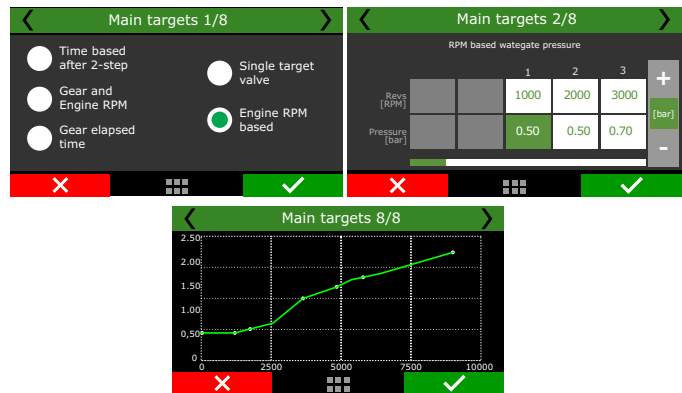 Main targets 1/8
Time based
after 2-step
Gear and
Engine RPM
Gear elapsed
time
Single target
valve
Engine RPM
based
Main targets 2/8
RPM based wategate pressure
1 2 3
Revs
[RPM]
1000 2000 3000
Pressure
[bar]
0.50 0.50 0.70
+
[bar]
-
Main targets 8/8
2.50
2.00
1.50
1.00
0,50
0
0 2500 5000 7500 10000